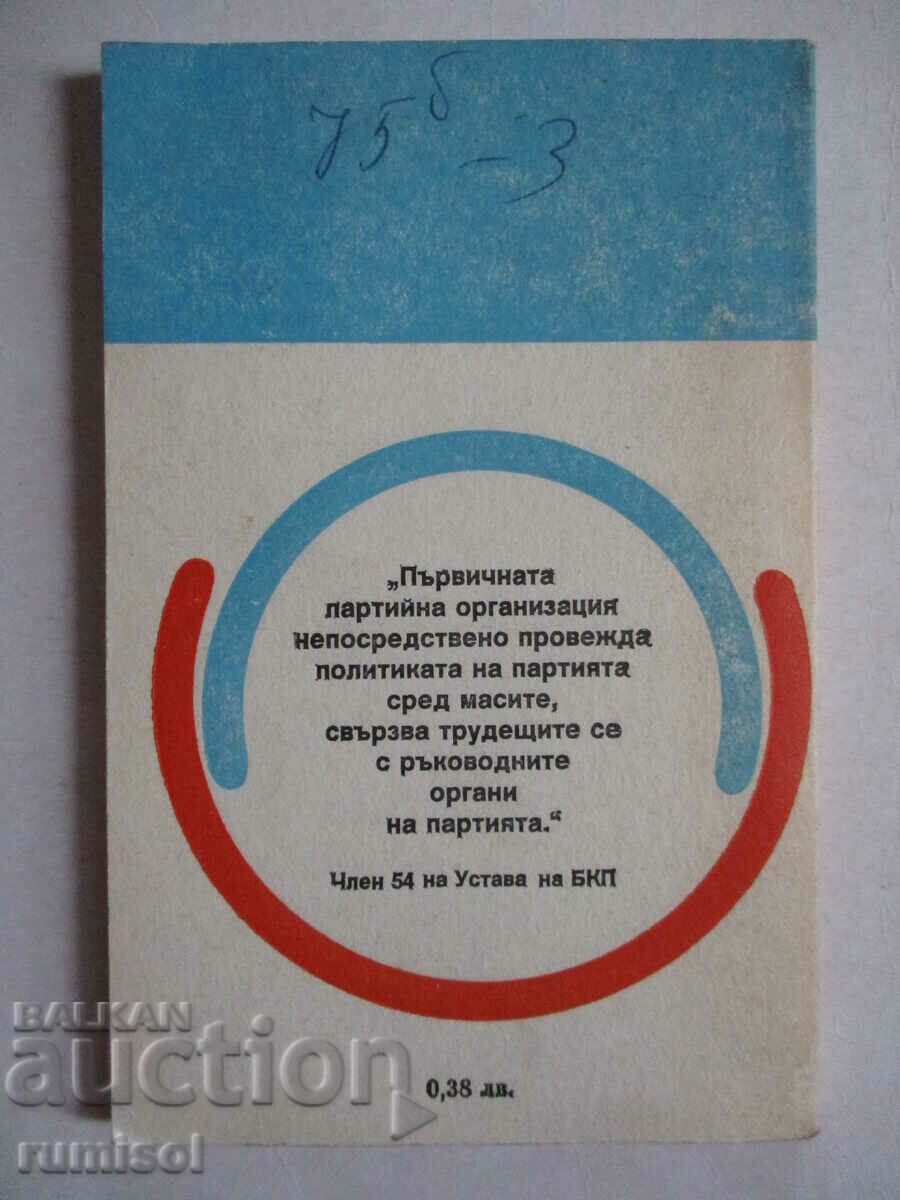 75 б - 3
„Първичната
партийна организация
непосредствено провежда
политиката на партията
сред масите,
свързва трудещите се
с ръководните
органи
на партията.“
Член 54 на Устава на БКП
0,38 лв.
BALKAN
auction
rumisol